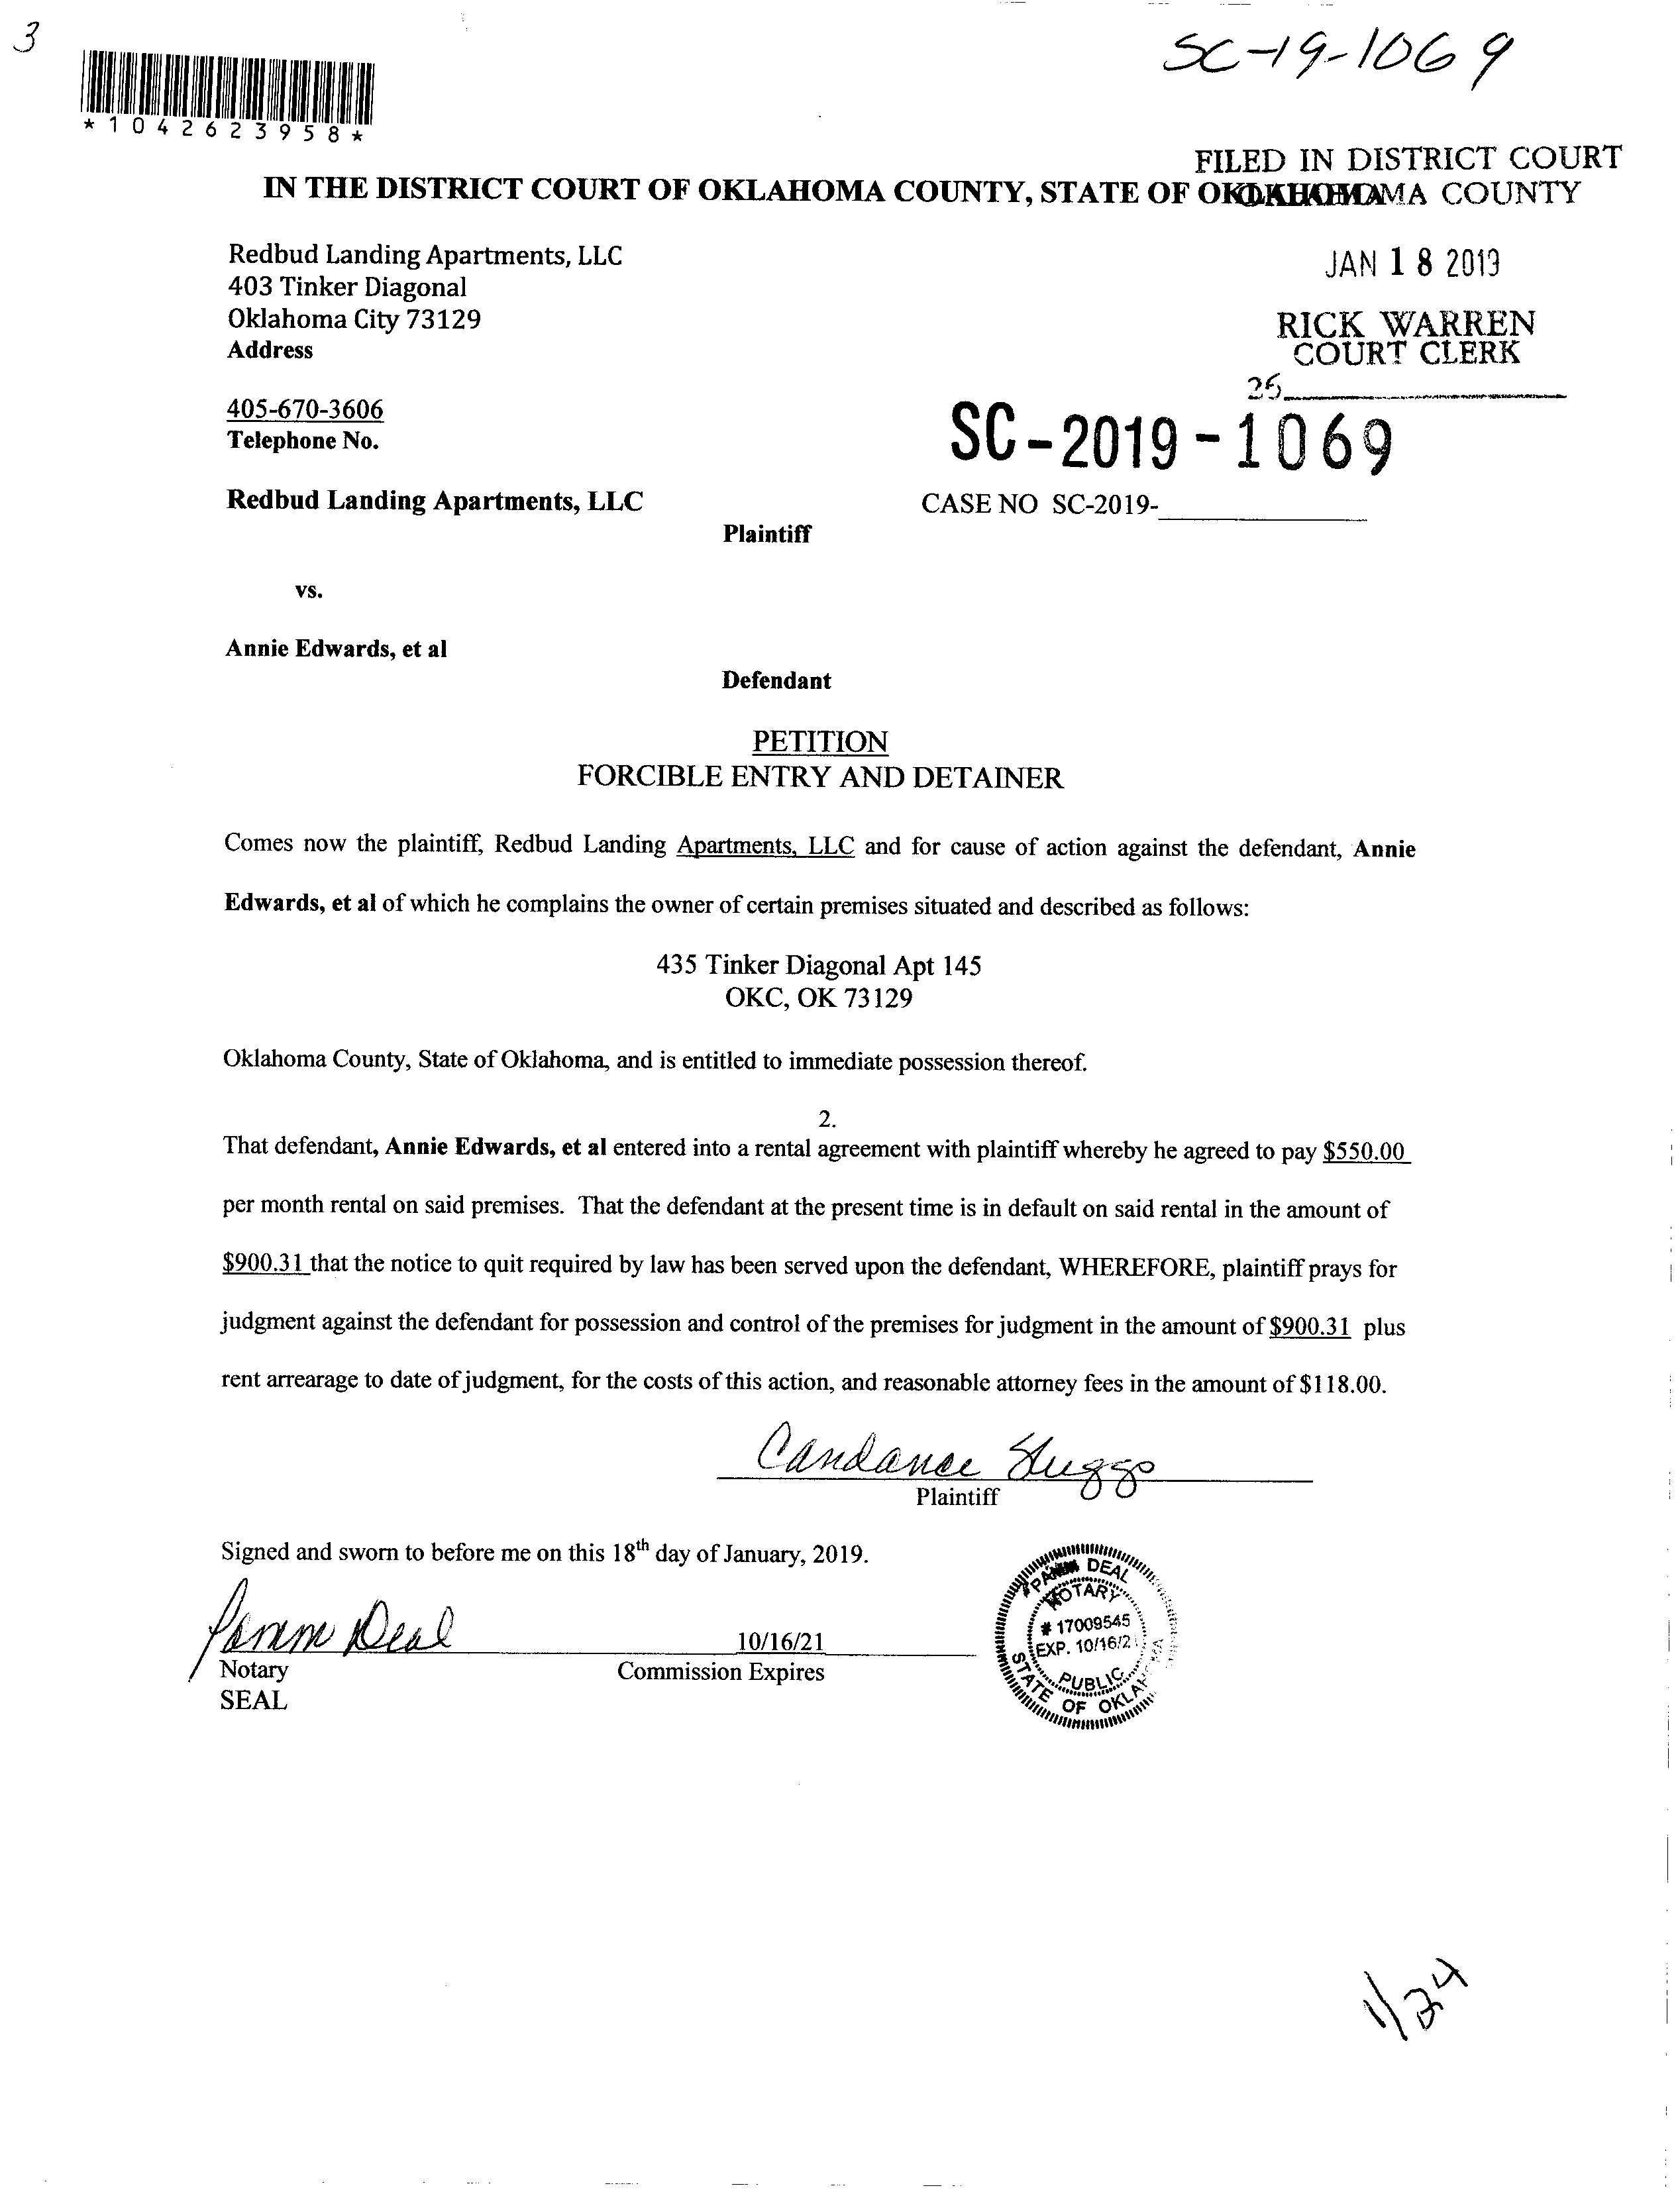 3
SC-19-1069
*1042623958*
FILED IN DISTRICT COURT
IN THE DISTRICT COURT OF OKLAHOMA COUNTY, STATE OF OKLAHOMA
OKLAHOMA COUNTY
Redbud Landing Apartments, LLC
403 Tinker Diagonal
Oklahoma City 73129
Address
JAN 18 2019
RICK WARREN
COURT CLERK
405-670-3606
Telephone No.
SC-2019-1069
Redbud Landing Apartments, LLC
CASE NO SC-2019-
Plaintiff
vs.
Annie Edwards, et al
Defendant
PETITION
FORCIBLE ENTRY AND DETAINER
Comes now the plaintiff, Redbud Landing Apartments, LLC and for cause of action against the defendant, Annie
Edwards, et al of which he complains the owner of certain premises situated and described as follows:
435 Tinker Diagonal Apt 145
OKC, OK 73129
Oklahoma County, State of Oklahoma, and is entitled to immediate possession thereof.
2.
That defendant, Annie Edwards, et al entered into a rental agreement with plaintiff whereby he agreed to pay $550.00
per month rental on said premises. That the defendant at the present time is in default on said rental in the amount of
$900.31 that the notice to quit required by law has been served upon the defendant, WHEREFORE, plaintiff prays for
judgment against the defendant for possession and control of the premises for judgment in the amount of $900.31 plus
rent arrearage to date of judgment, for the costs of this action, and reasonable attorney fees in the amount of $118.00.
Candance
Plaintiff
Signed and sworn to before me on this 18th day of January, 2019.
Deal
10/16/21
Notary
Commission Expires
SEAL
DEAL
NOTARY
# 17009545
EXP. 10/16/2
PUBLIC
STATE OF OKLAHOMA
1/24